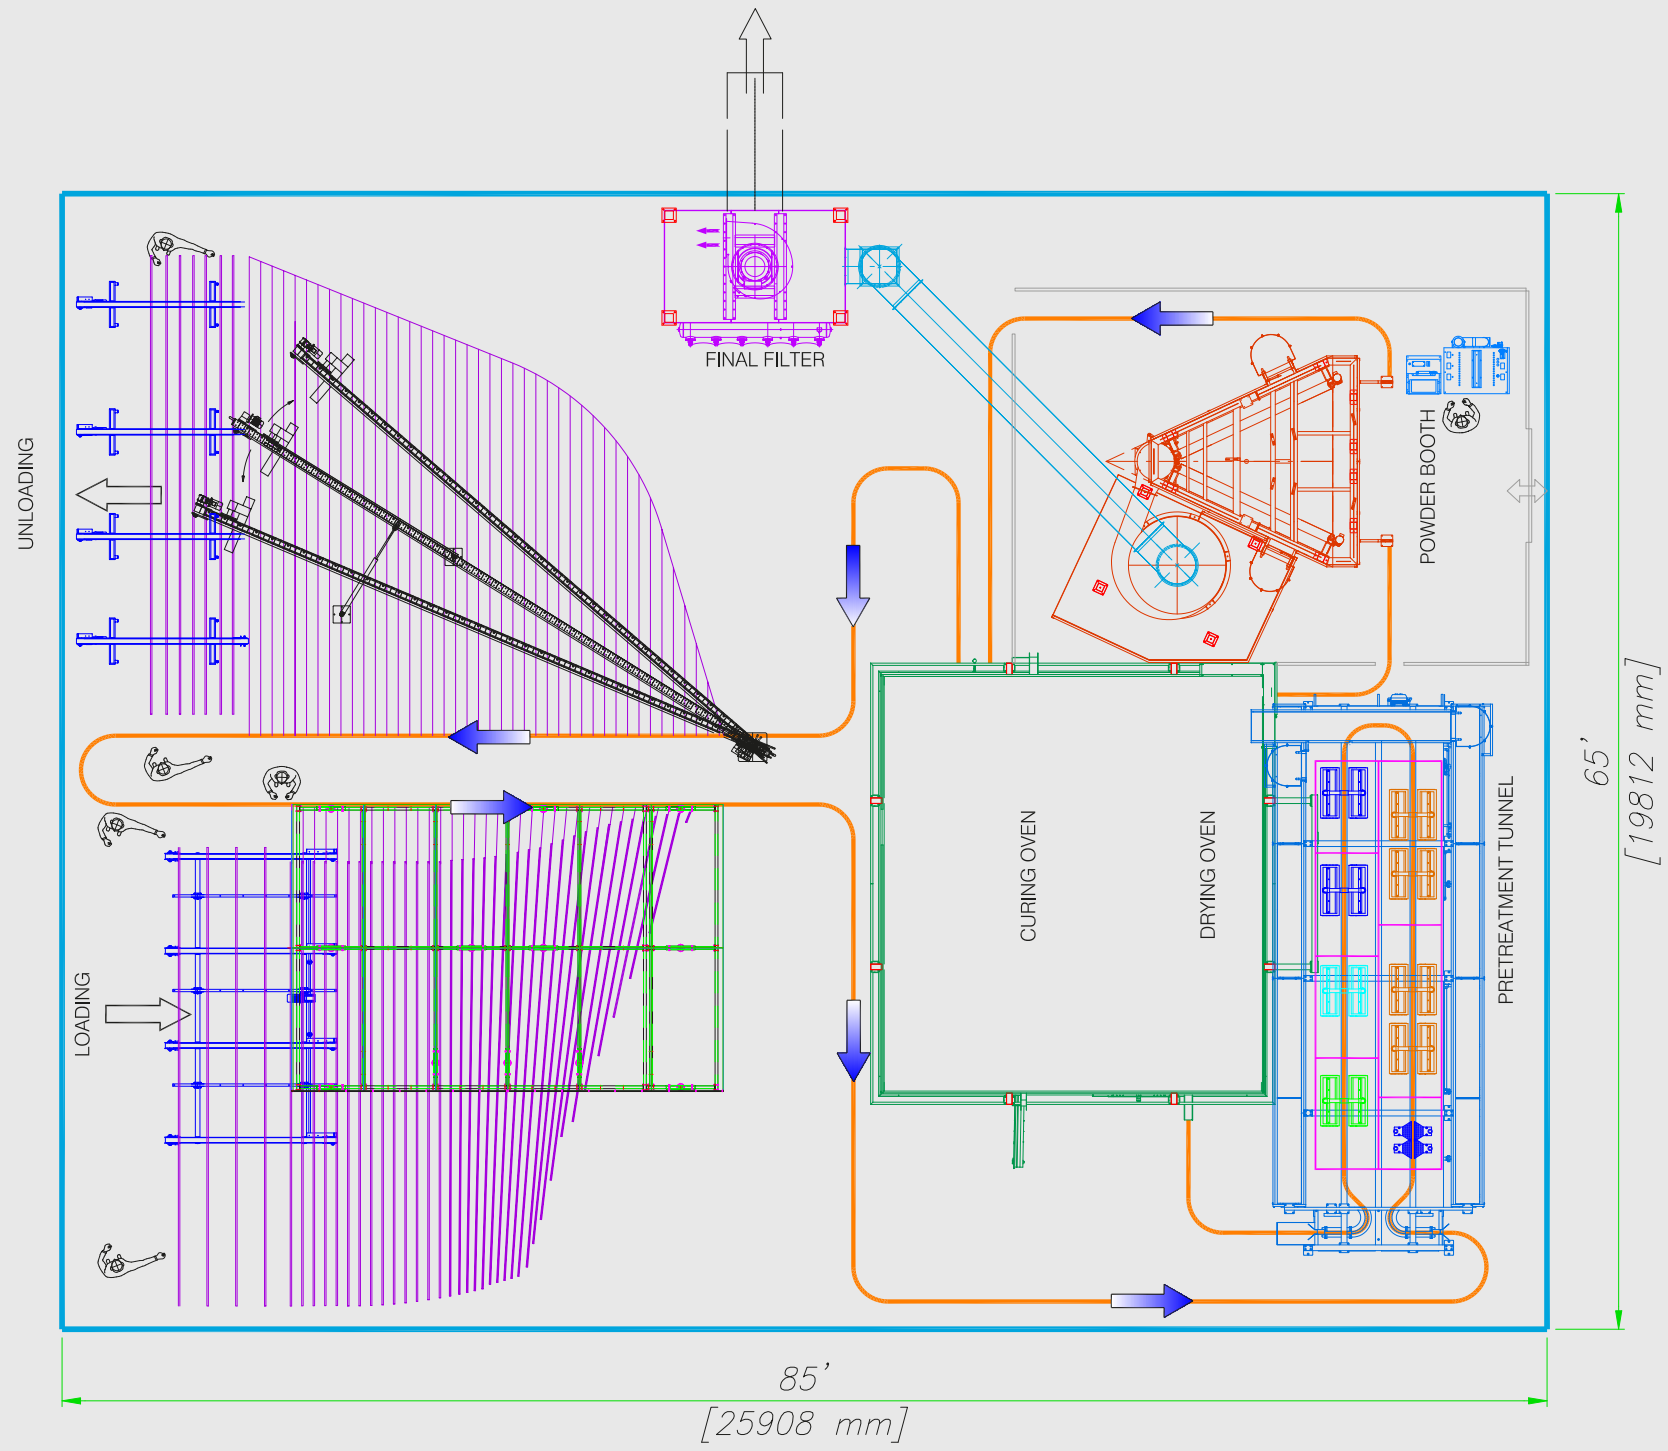 FINAL FILTER
UNLOADING
POWDER BOOTH
65'
[19812 mm]
CURING OVEN
DRYING OVEN
PRETREATMENT TUNNEL
LOADING
85'
[25908 mm]